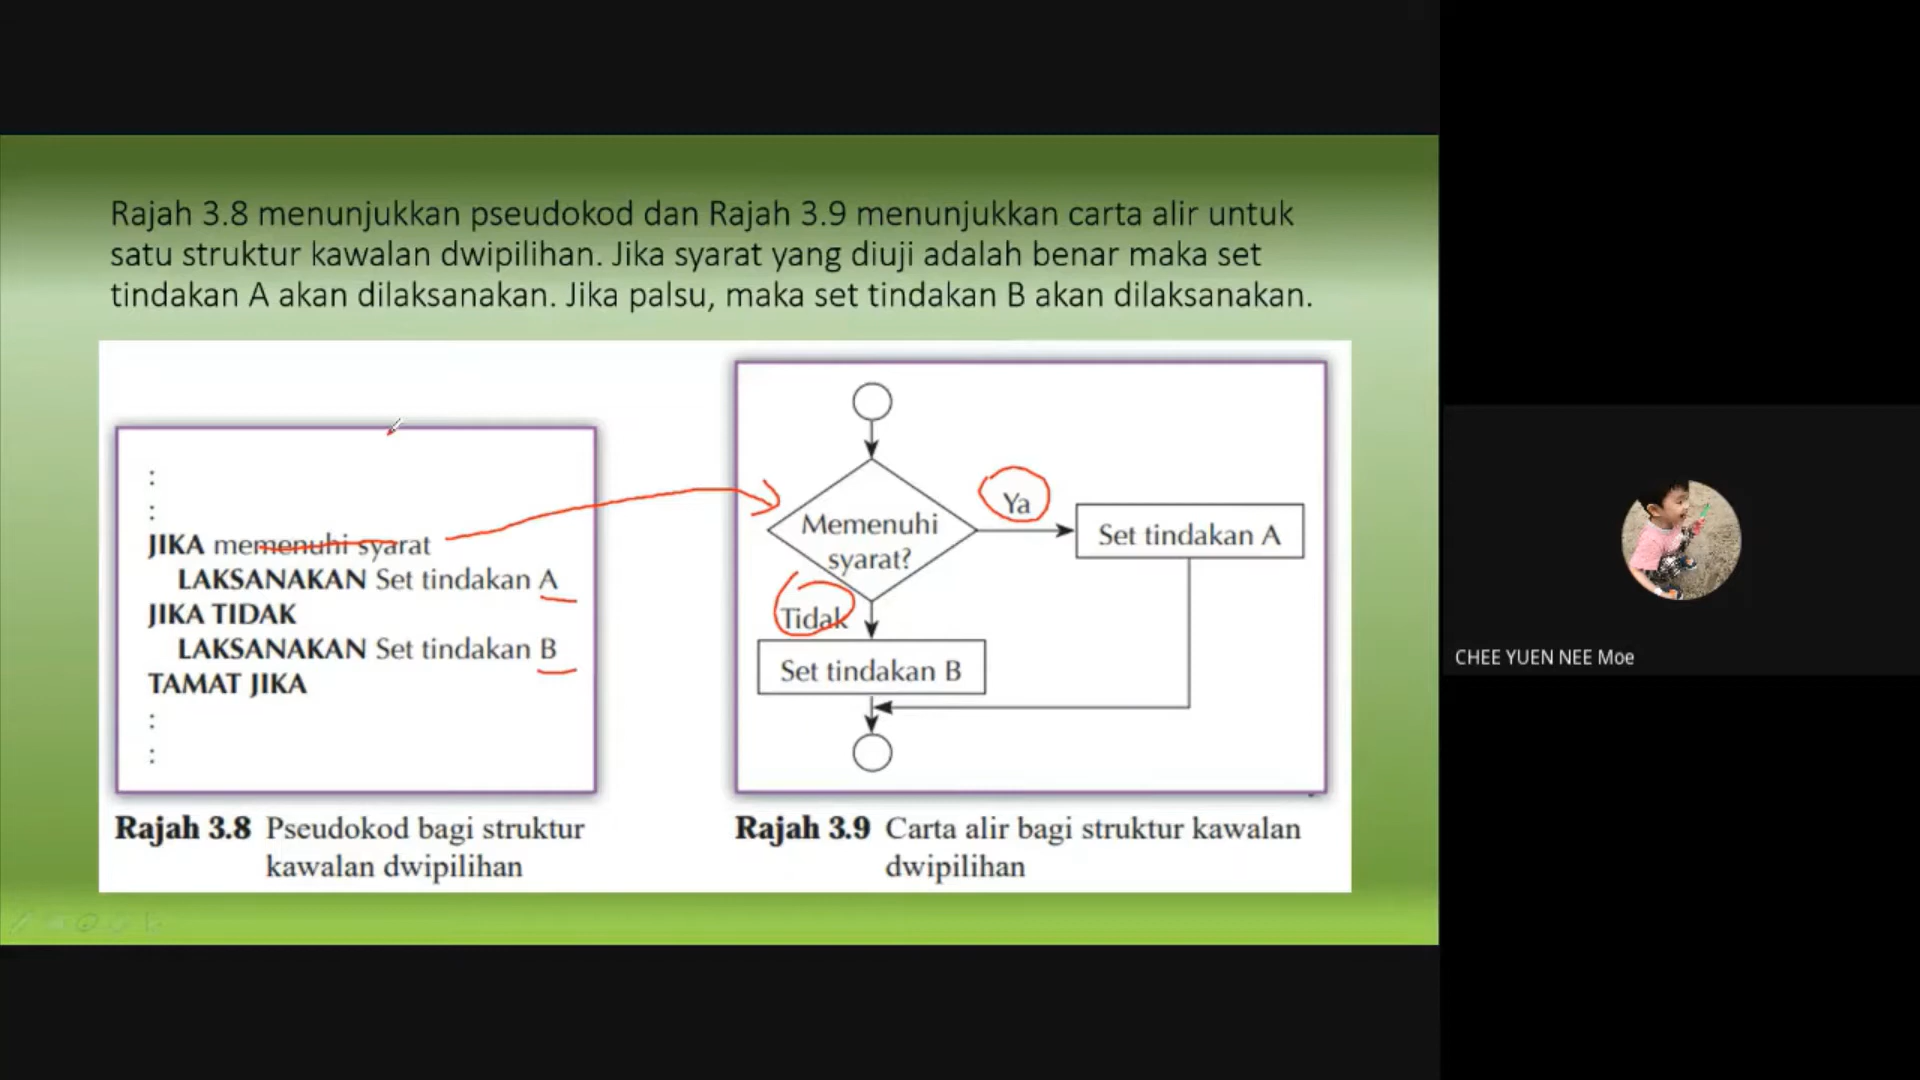 Rajah 3.8 menunjukkan pseudokod dan Rajah 3.9 menunjukkan carta alir untuk
satu struktur kawalan dwipilihan. Jika syarat yang diuji adalah benar maka set
tindakan A akan dilaksanakan. Jika palsu, maka set tindakan B akan dilaksanakan.
:
:
JIKA memenuhi syarat
LAKSANAKAN Set tindakan A
JIKA TIDAK
LAKSANAKAN Set tindakan B
TAMAT JIKA
:
:
Rajah 3.8 Pseudokod bagi struktur
kawalan dwipilihan
Memenuhi
syarat?
Ya
Set tindakan A
Tidak
Set tindakan B
Rajah 3.9 Carta alir bagi struktur kawalan
dwipilihan
CHEE YUEN NEE Moe